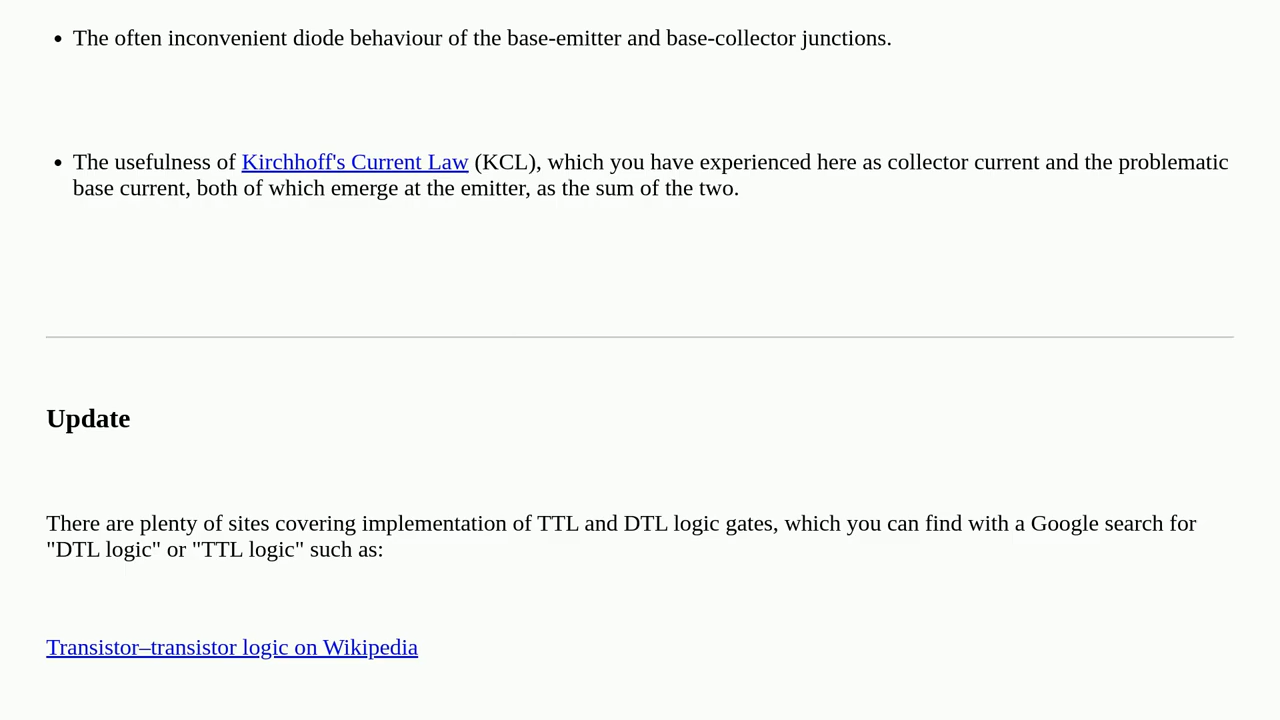 • The often inconvenient diode behaviour of the base-emitter and base-collector junctions.
• The usefulness of Kirchhoff's Current Law (KCL), which you have experienced here as collector current and the problematic
base current, both of which emerge at the emitter, as the sum of the two.
Update
There are plenty of sites covering implementation of TTL and DTL logic gates, which you can find with a Google search for
"DTL logic" or "TTL logic" such as:
Transistor–transistor logic on Wikipedia